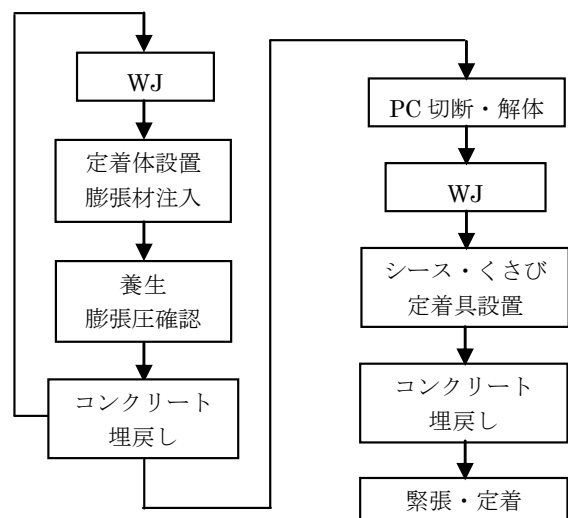 WJ
定着体設置
膨張材注入
養生
膨張圧確認
コンクリート
埋戻し
PC 切断・解体
WJ
シース・くさび
定着具設置
コンクリート
埋戻し
緊張・定着